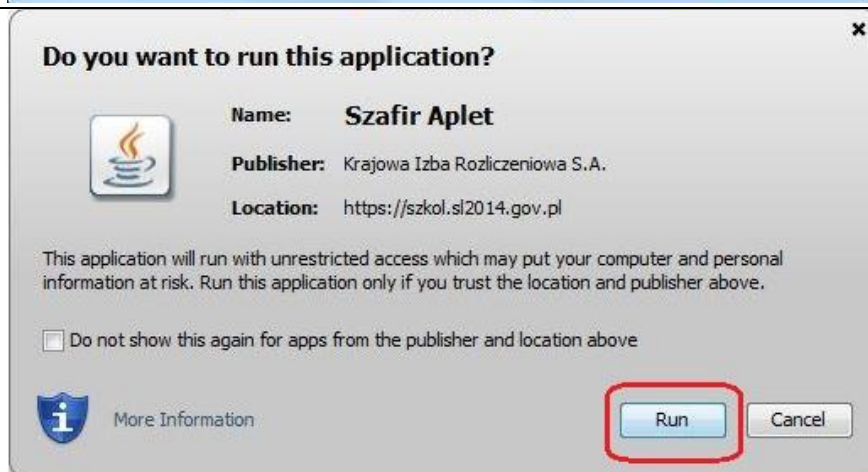 Do you want to run this application?
Name: Szafir Aplet
Publisher: Krajowa Izba Rozliczeniowa S.A.
Location: https://szkol.sl2014.gov.pl
This application will run with unrestricted access which may put your computer and personal
information at risk. Run this application only if you trust the location and publisher above.
Do not show this again for apps from the publisher and location above
More Information
Run
Cancel